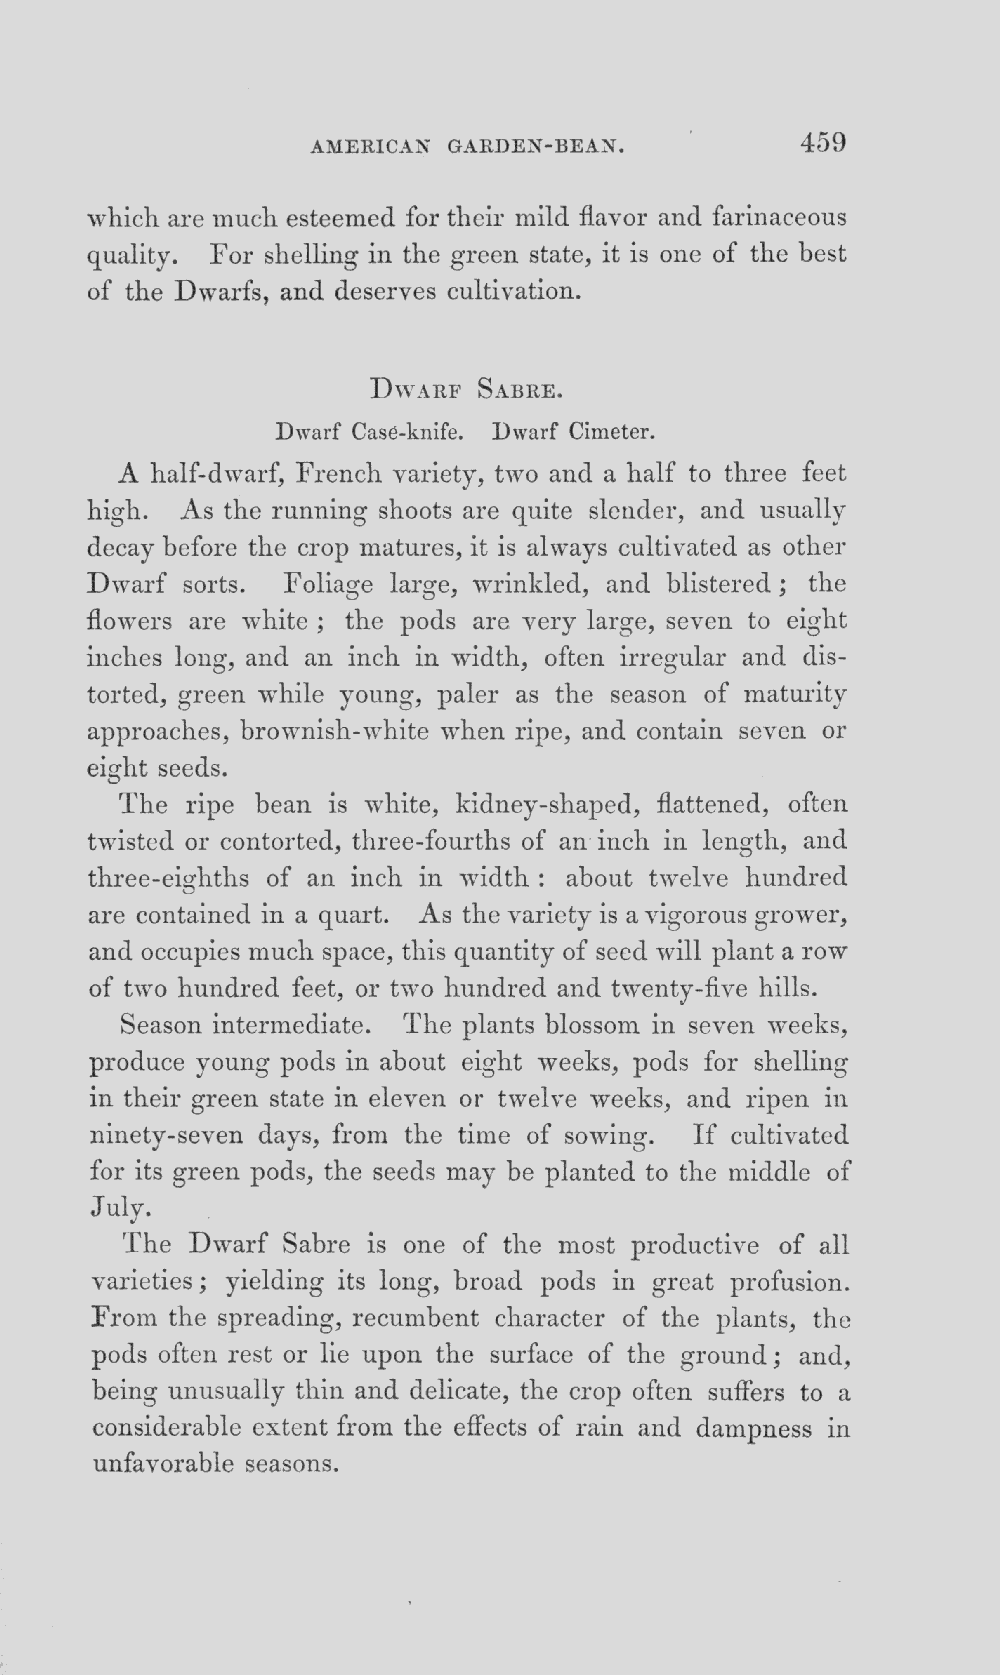 AMERICAN GARDEN-BEAN. 459
which are much esteemed for their mild flavor and farinaceous
quality. For shelling in the green state, it is one of the best
of the Dwarfs, and deserves cultivation.
Dwarf Sabre.
Dwarf Case-knife. Dwarf Cimeter.
A half-dwarf, French variety, two and a half to three feet
high. As the running shoots are quite slender, and usually
decay before the crop matures, it is always cultivated as other
Dwarf sorts. Foliage large, wrinkled, and blistered; the
flowers are white; the pods are very large, seven to eight
inches long, and an inch in width, often irregular and dis-
torted, green while young, paler as the season of maturity
approaches, brownish-white when ripe, and contain seven or
eight seeds.
The ripe bean is white, kidney-shaped, flattened, often
twisted or contorted, three-fourths of an inch in length, and
three-eighths of an inch in width: about twelve hundred
are contained in a quart. As the variety is a vigorous grower,
and occupies much space, this quantity of seed will plant a row
of two hundred feet, or two hundred and twenty-five hills.
Season intermediate. The plants blossom in seven weeks,
produce young pods in about eight weeks, pods for shelling
in their green state in eleven or twelve weeks, and ripen in
ninety-seven days, from the time of sowing. If cultivated
for its green pods, the seeds may be planted to the middle of
July.
The Dwarf Sabre is one of the most productive of all
varieties; yielding its long, broad pods in great profusion.
From the spreading, recumbent character of the plants, the
pods often rest or lie upon the surface of the ground; and,
being unusually thin and delicate, the crop often suffers to a
considerable extent from the effects of rain and dampness in
unfavorable seasons.